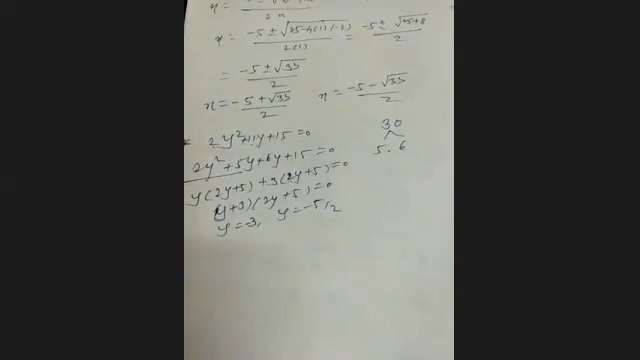 x = -5 ± √25-4(1)(-2) / 2(1) = -5 ± √25+8 / 2
= -5 ± √33 / 2
x = -5 + √33 / 2 x = -5 - √33 / 2
2y²+11y+15=0
30
2y²+5y+6y+15=0
5.6
y(2y+5)+3(2y+5)=0
(y+3)(2y+5)=0
y=-3, y=-5/2